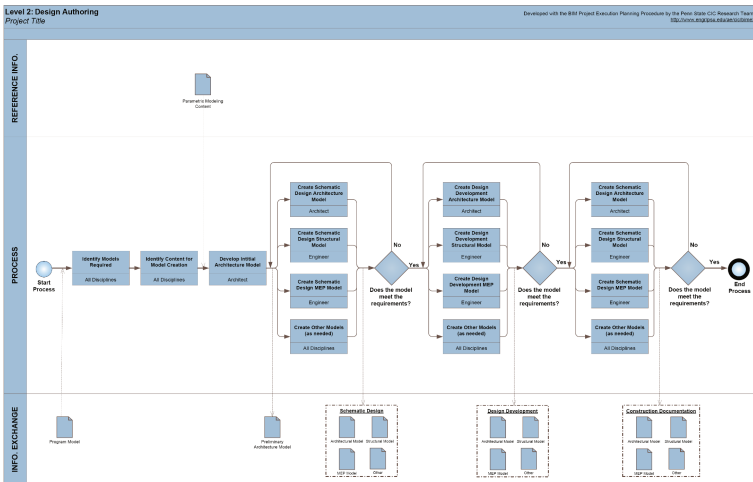 Level 2: Design Authoring
Project Title
Developed with the BIM Project Execution Planning Procedure by the Penn State CIC Research Team.
REFERENCE INFO.
Parametric Modeling
Content
PROCESS
Start
Process
Identify Models
Required
All Disciplines
Identify Content for
Model Creation
All Disciplines
Develop Intitial
Architecture Model
Architect
Create Schematic
Design Architecture
Model
Architect
Create Schematic
Design Structural
Model
Engineer
Create Schematic
Design MEP Model
Engineer
Create Other Models
(as needed)
All Disciplines
No
Yes
Does the model
meet the
requirements?
Create Design
Development
Architecture Model
Architect
Create Design
Development
Structural Model
Engineer
Create Design
Development MEP
Model
Engineer
Create Other Models
(as needed)
All Disciplines
No
Yes
Does the model
meet the
requirements?
Create Schematic
Design Architecture
Model
Architect
Create Schematic
Design Structural
Model
Engineer
Create Schematic
Design MEP Model
Engineer
Create Other Models
(as needed)
All Disciplines
No
Yes
Does the model
meet the
requirements?
End
Process
INFO. EXCHANGE
Program Model
Preliminary
Architecture Model
Schematic Design
Architectural Model
Structural Model
MEP Model
Other
Design Development
Architectural Model
Structural Model
MEP Model
Other
Construction Documentation
Architectural Model
Structural Model
MEP Model
Other